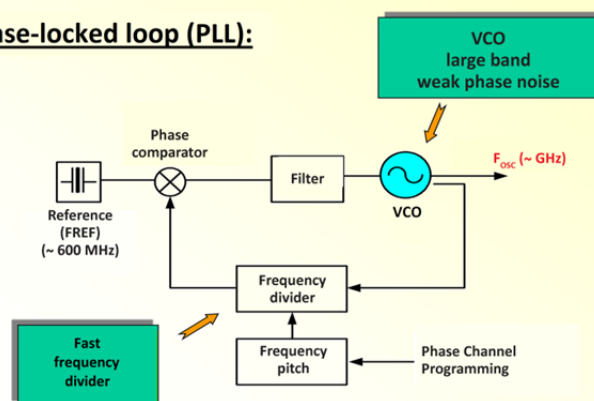 ase-locked loop (PLL):
VCO
large band
weak phase noise
Phase
comparator
Filter
VCO
Fosc (~ GHz)
Reference
(FREF)
(~ 600 MHz)
Frequency
divider
Fast
frequency
divider
Frequency
pitch
Phase Channel
Programming